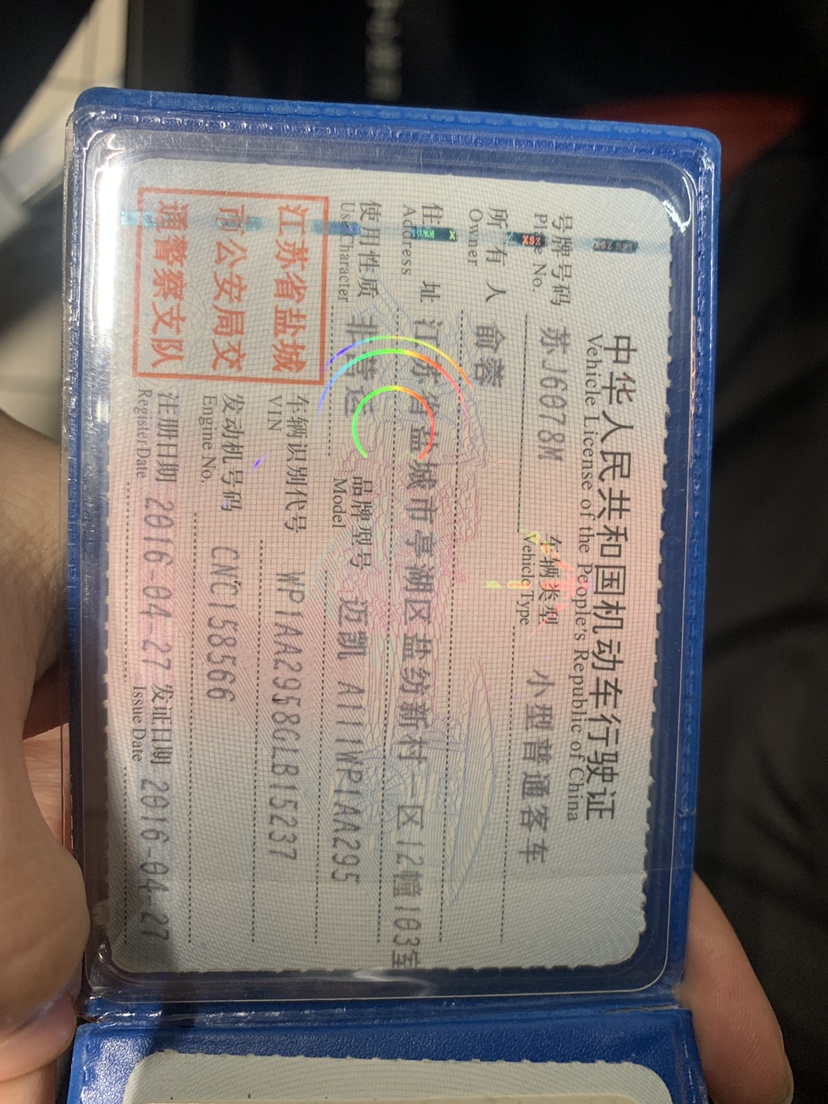 中华人民共和国机动车行驶证
Vehicle License of the People's Republic of China
号牌号码 苏J6078M 车辆类型 小型普通客车
Plate No. Vehicle Type
所有人 俞蓉
Owner
住址 江苏省盐城市亭湖区盐纺新村二区12幢103室
Address
使用性质 非营运 品牌型号 迈凯 A111WP1AA295
Use Character Model
江苏省盐城
市公安局交
通警察支队
车辆识别代号 WP1AA2958GLB15237
VIN
发动机号码 CNC158566
Engine No.
注册日期 2016-04-27 发证日期 2016-04-27
Register Date Issue Date